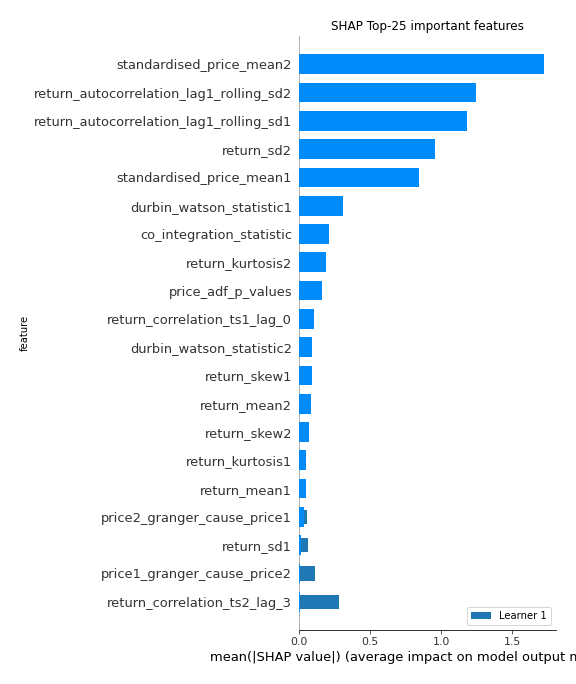 SHAP Top-25 important features
standardised_price_mean2
return_autocorrelation_lag1_rolling_sd2
return_autocorrelation_lag1_rolling_sd1
return_sd2
standardised_price_mean1
durbin_watson_statistic1
co_integration_statistic
return_kurtosis2
price_adf_p_values
return_correlation_ts1_lag_0
durbin_watson_statistic2
return_skew1
return_mean2
return_skew2
return_kurtosis1
return_mean1
price2_granger_cause_price1
return_sd1
price1_granger_cause_price2
return_correlation_ts2_lag_3
feature
Learner 1
0.0 0.5 1.0 1.5
mean(|SHAP value|) (average impact on model output m